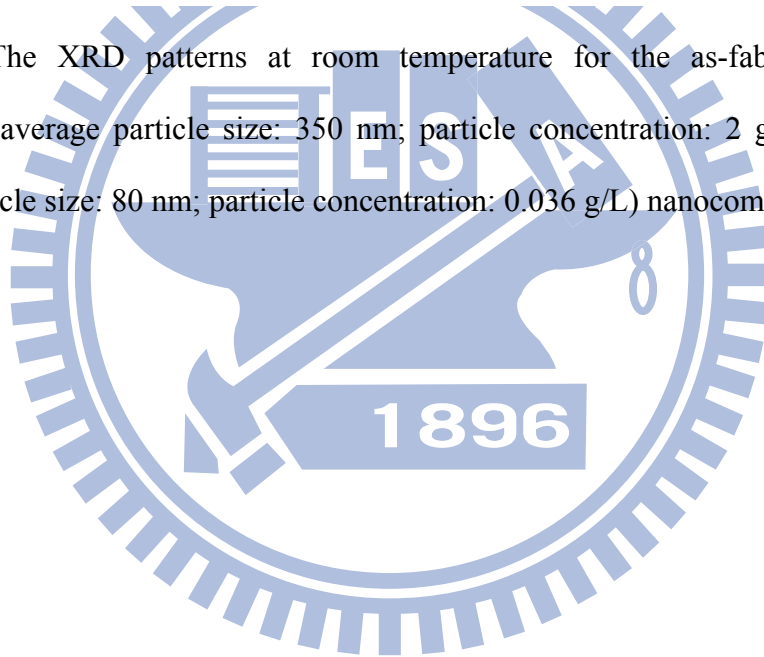 The XRD patterns at room temperature for the as-fab
average particle size: 350 nm; particle concentration: 2 g
cle size: 80 nm; particle concentration: 0.036 g/L) nanocom
E S A
8
1896